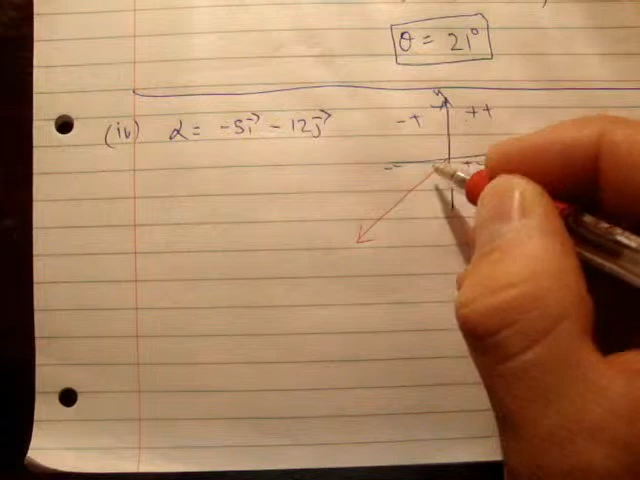 θ = 21°
(iv) α = -5i⃗ - 12j⃗
-+ ++
--